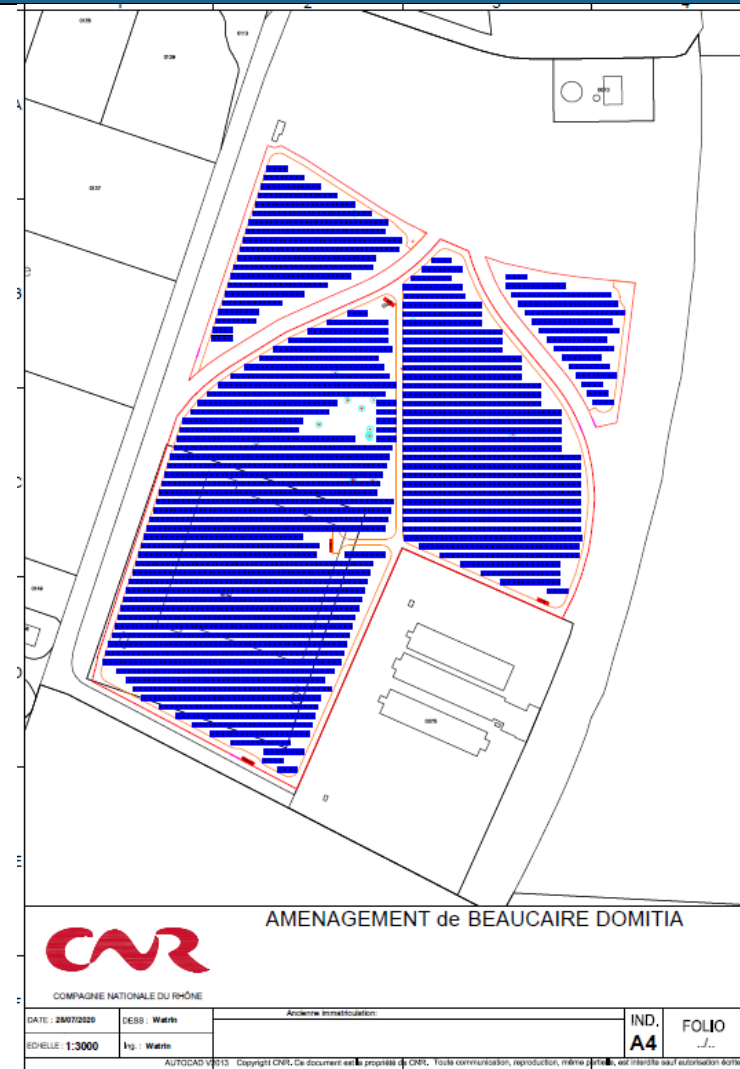 2
A
0137
B
C
D
E
AMENAGEMENT de BEAUCAIRE DOMITIA
CNR
COMPAGNIE NATIONALE DU RHÔNE
DATE : 28/07/2020
DESS : Watrin
Ancienne immatriculation:
IND.
FOLIO
ECHELLE : 1:3000
Ing. : Watrin
A4
../..
AUTOCAD V2013 Copyright CNR. Ce document est la propriété de CNR. Toute communication, reproduction, même partielle, est interdite sauf autorisation écrite